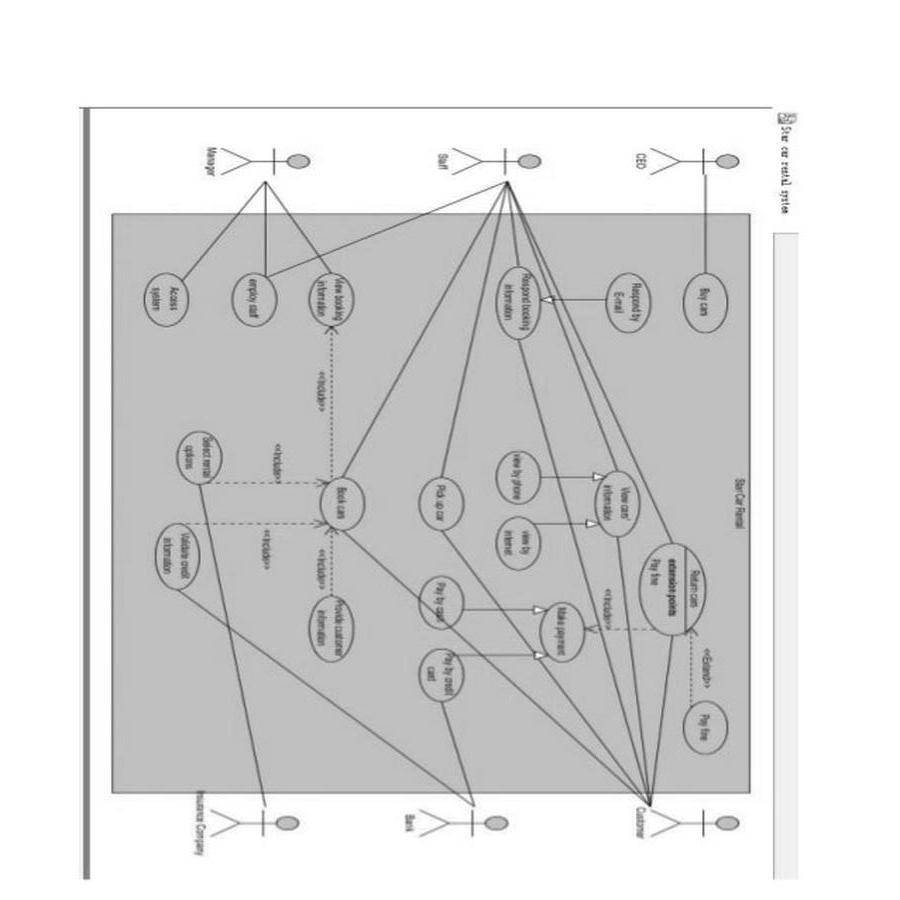 Star car rental system
Star Car Rental
CEO
Buy cars
Return cars
extension points
Pay fine
<<Extend>>
Pay fine
Customer
Respond by
E-mail
View cars'
information
<<Include>>
Make payment
Staff
Respond booking
information
view by phone
view by
internet
Pick up car
Pay by cash
Pay by credit
card
Bank
Manager
View booking
information
<<Include>>
Book cars
<<Include>>
Provide customer
information
employ staff
<<Include>>
<<Include>>
Access
system
Select rental
options
Validate credit
information
Insurance Company